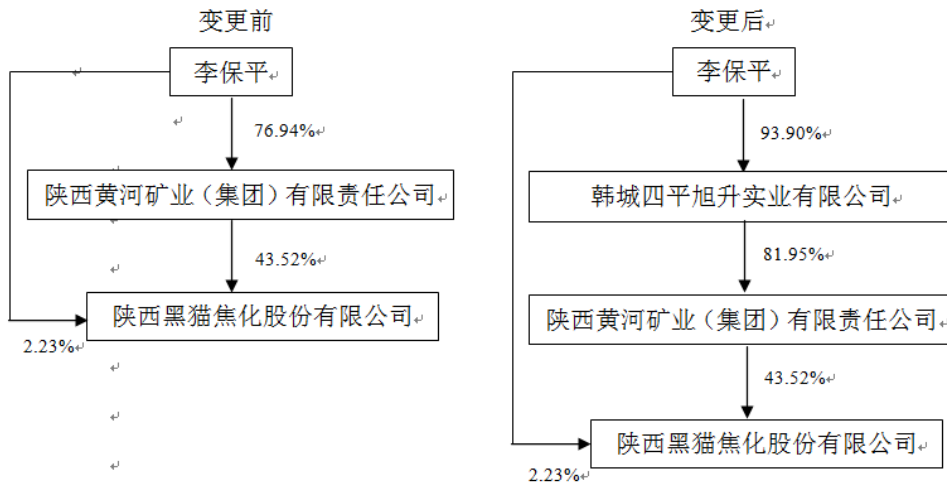 变更前
李保平
76.94%
陕西黄河矿业（集团）有限责任公司
43.52%
陕西黑猫焦化股份有限公司
2.23%
变更后
李保平
93.90%
韩城四平旭升实业有限公司
81.95%
陕西黄河矿业（集团）有限责任公司
43.52%
陕西黑猫焦化股份有限公司
2.23%